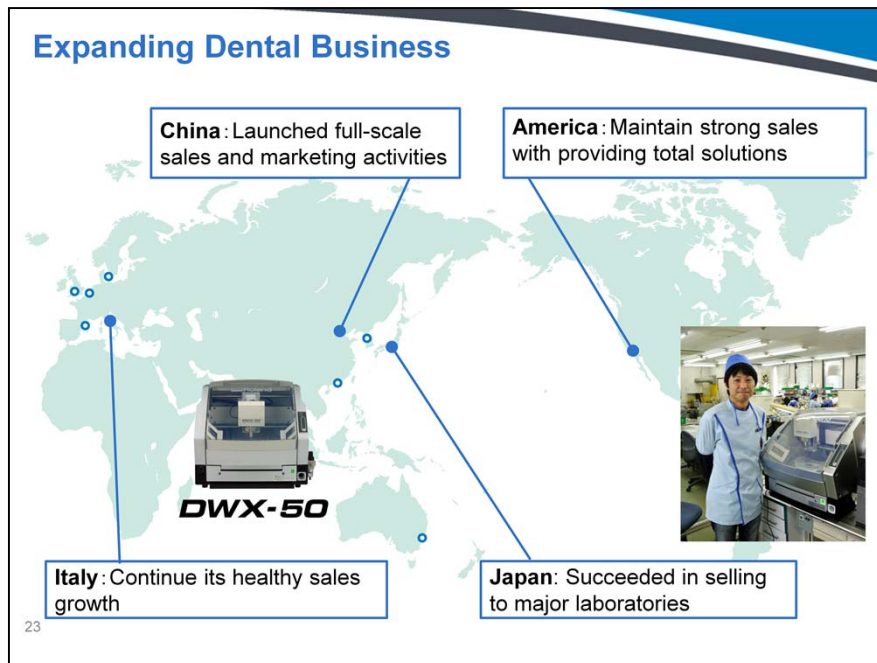 Expanding Dental Business
China：Launched full-scale
sales and marketing activities
America：Maintain strong sales
with providing total solutions
DWX-50
Italy：Continue its healthy sales
growth
Japan: Succeeded in selling
to major laboratories
23